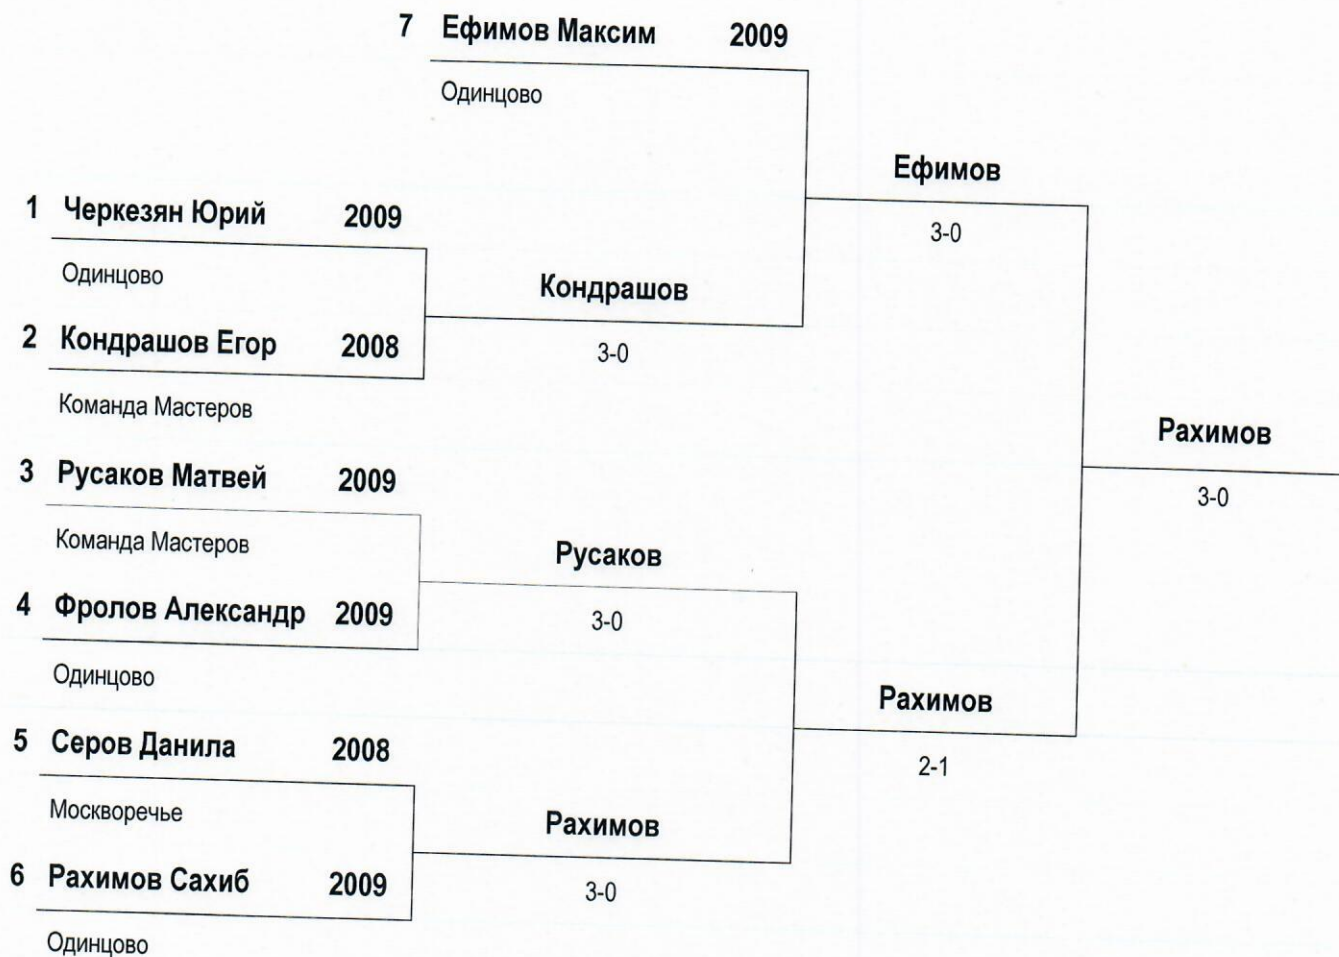 7 Ефимов Максим 2009
Одинцово
Ефимов
3-0
1 Черкезян Юрий 2009
Одинцово
Кондрашов
3-0
2 Кондрашов Егор 2008
Команда Мастеров
Рахимов
3-0
3 Русаков Матвей 2009
Команда Мастеров
Русаков
3-0
4 Фролов Александр 2009
Одинцово
Рахимов
2-1
5 Серов Данила 2008
Москворечье
Рахимов
3-0
6 Рахимов Сахиб 2009
Одинцово